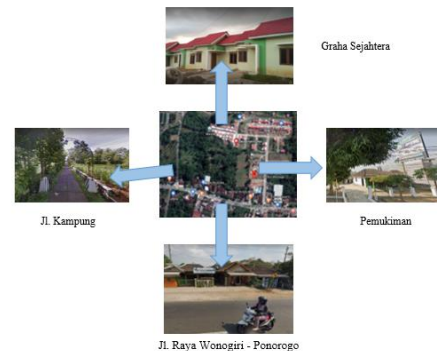 Graha Sejahtera
Jl. Kampung
Pemukiman
Jl. Raya Wonogiri - Ponorogo